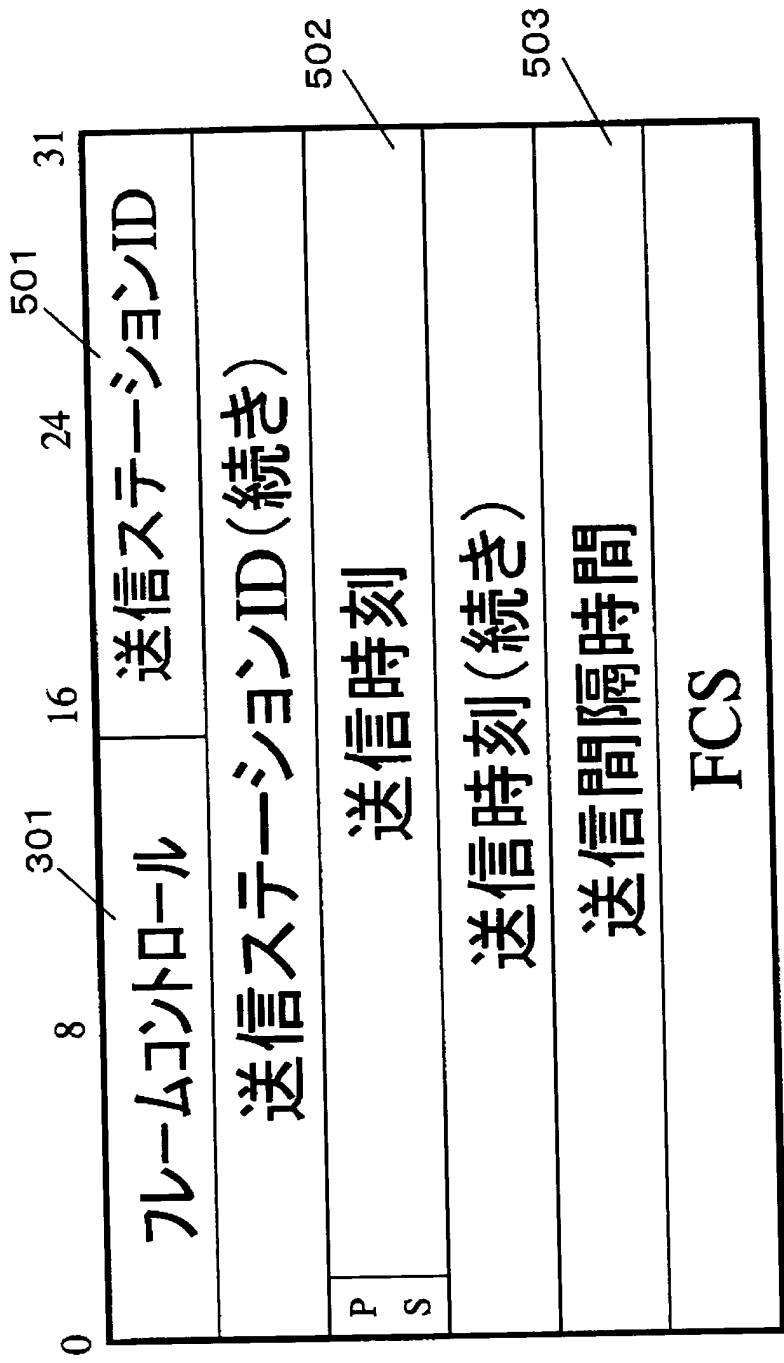 301
501
0 8 16 24 31
フレームコントロール 送信ステーションID
送信ステーションID(続き)
P S 送信時刻 502
送信時刻(続き)
送信間隔時間 503
FCS